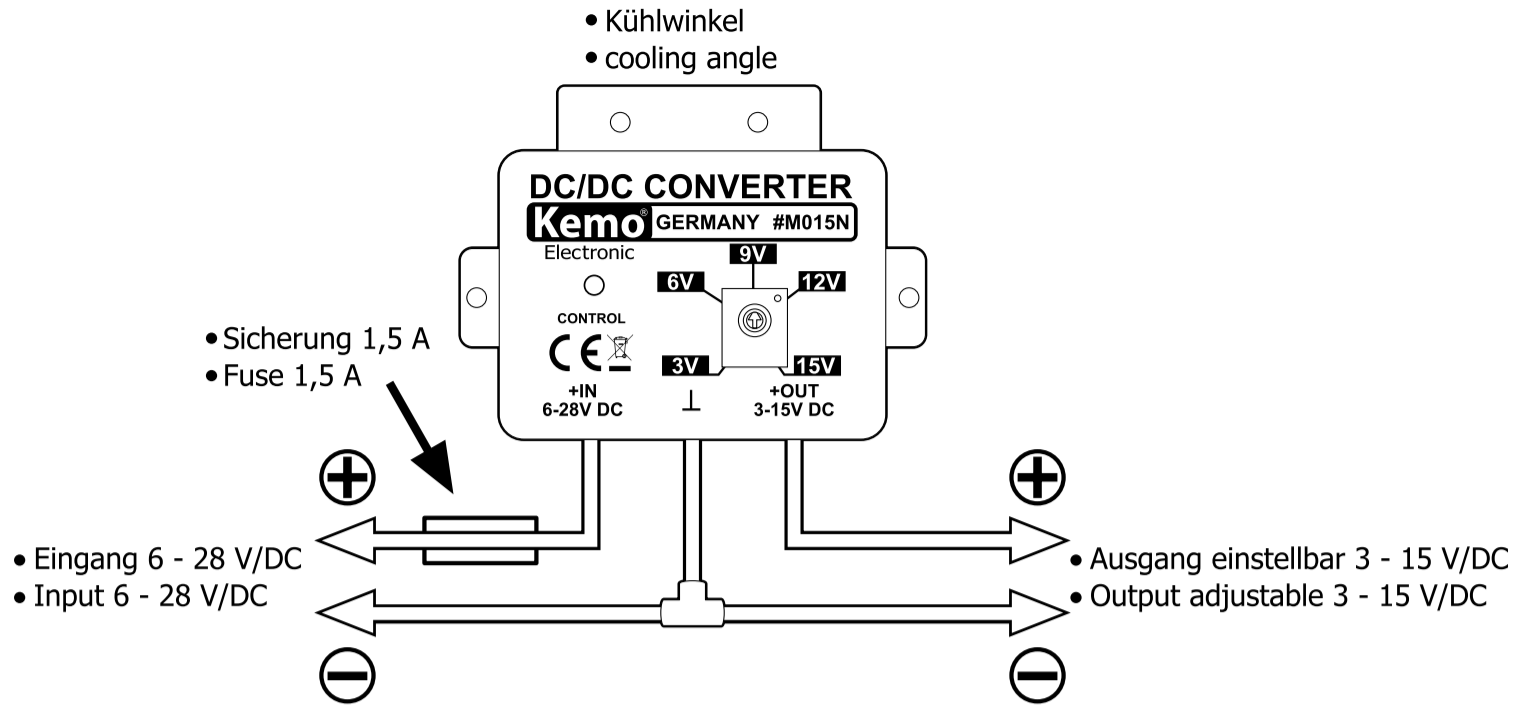 • Kühlwinkel
• cooling angle
DC/DC CONVERTER
Kemo® GERMANY #M015N
Electronic
9V
6V 12V
CONTROL
CE
3V 15V
+IN +OUT
6-28V DC ⊥ 3-15V DC
• Sicherung 1,5 A
• Fuse 1,5 A
+ +
• Eingang 6 - 28 V/DC
• Input 6 - 28 V/DC
• Ausgang einstellbar 3 - 15 V/DC
• Output adjustable 3 - 15 V/DC
− −